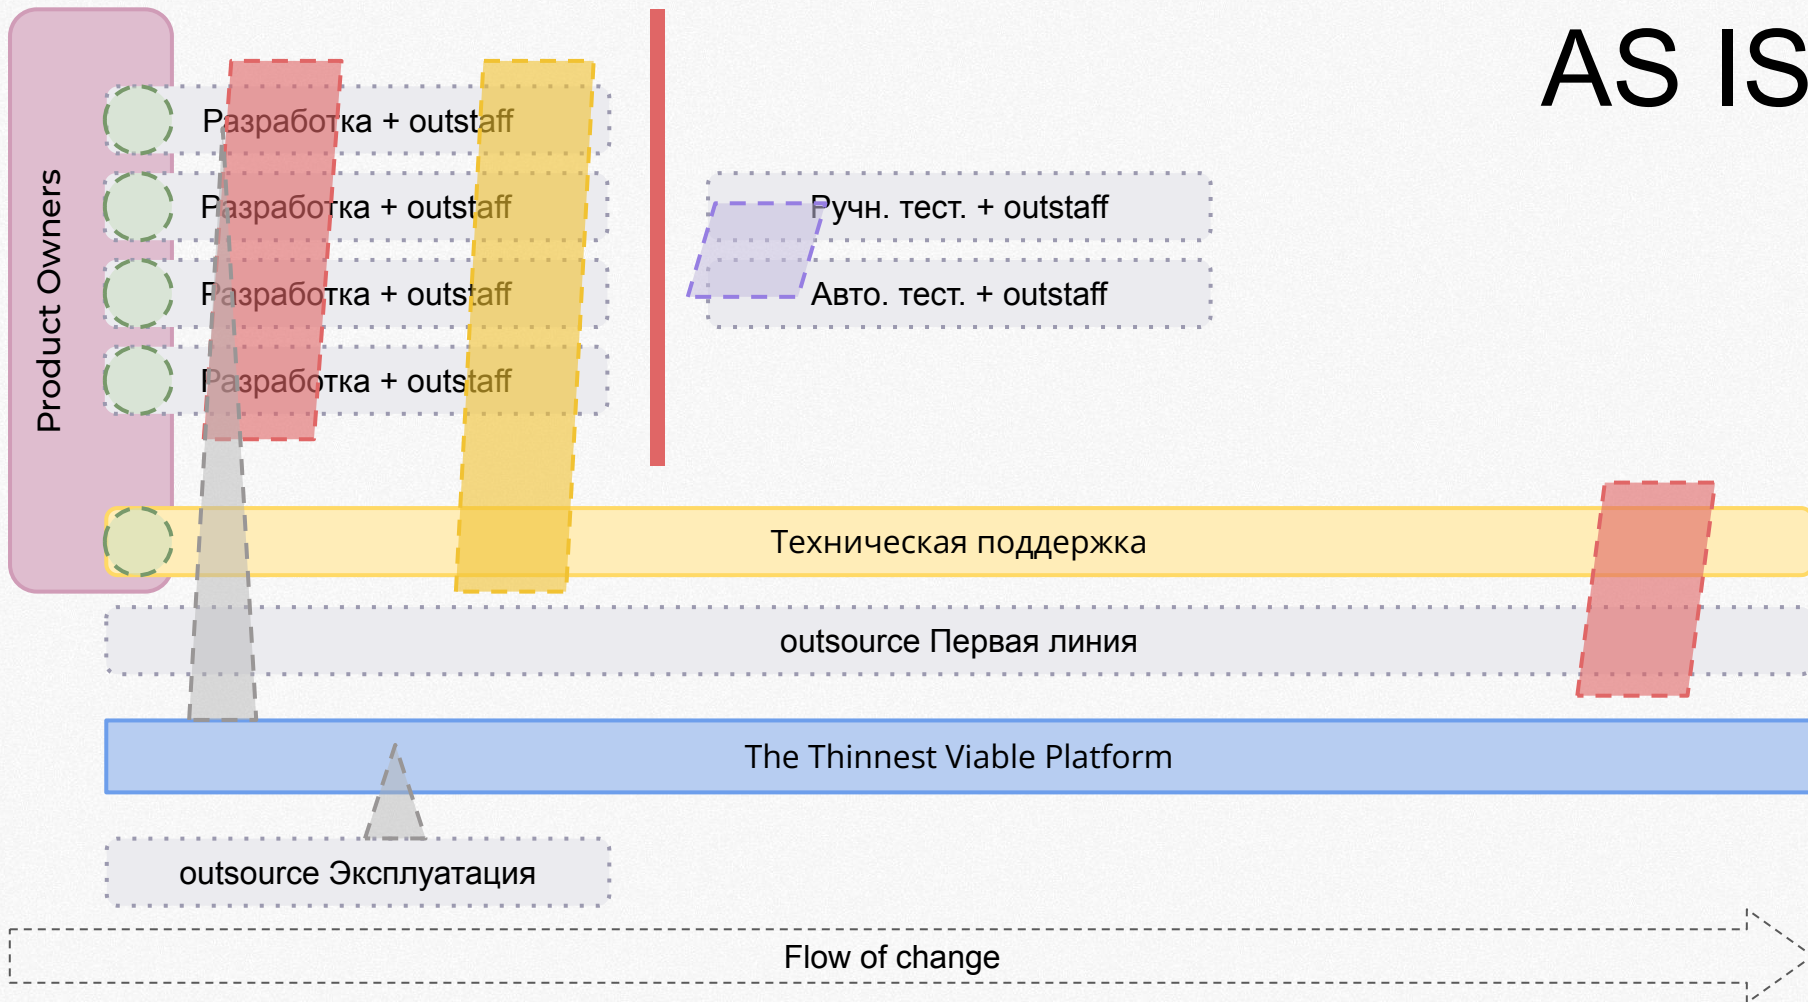 AS IS
Product Owners
Разработка + outstaff
Разработка + outstaff
Разработка + outstaff
Разработка + outstaff
Ручн. тест. + outstaff
Авто. тест. + outstaff
Техническая поддержка
outsource Первая линия
The Thinnest Viable Platform
outsource Эксплуатация
Flow of change